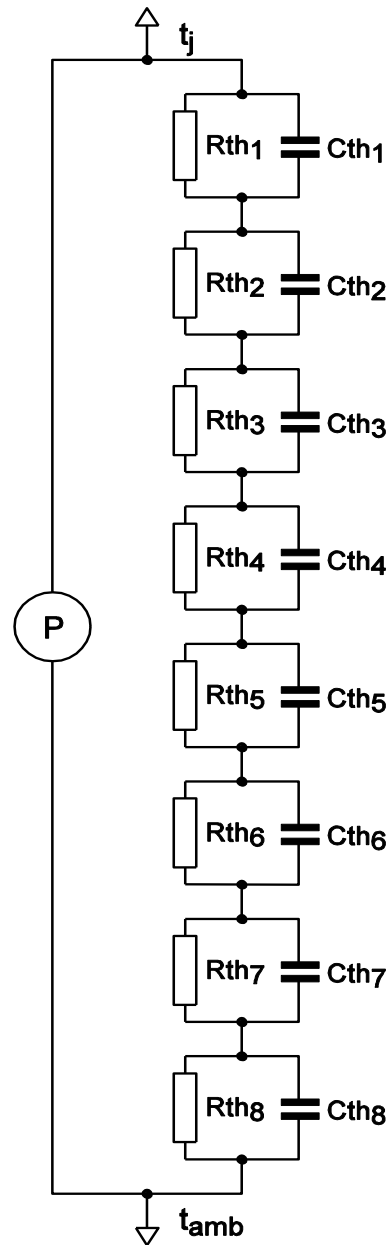 tj
Rth1 Cth1
Rth2 Cth2
Rth3 Cth3
Rth4 Cth4
P
Rth5 Cth5
Rth6 Cth6
Rth7 Cth7
Rth8 Cth8
tamb